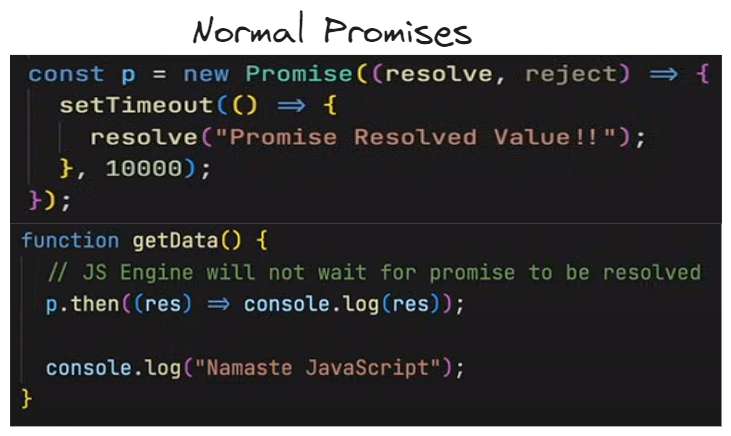 Normal Promises
const p = new Promise((resolve, reject) => {
setTimeout(() => {
resolve("Promise Resolved Value!!");
}, 10000);
});
function getData() {
// JS Engine will not wait for promise to be resolved
p.then((res) => console.log(res));
console.log("Namaste JavaScript");
}